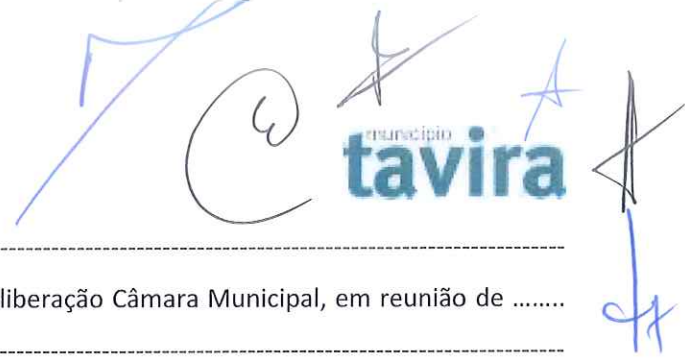 município
tavira
liberação Câmara Municipal, em reunião de ........